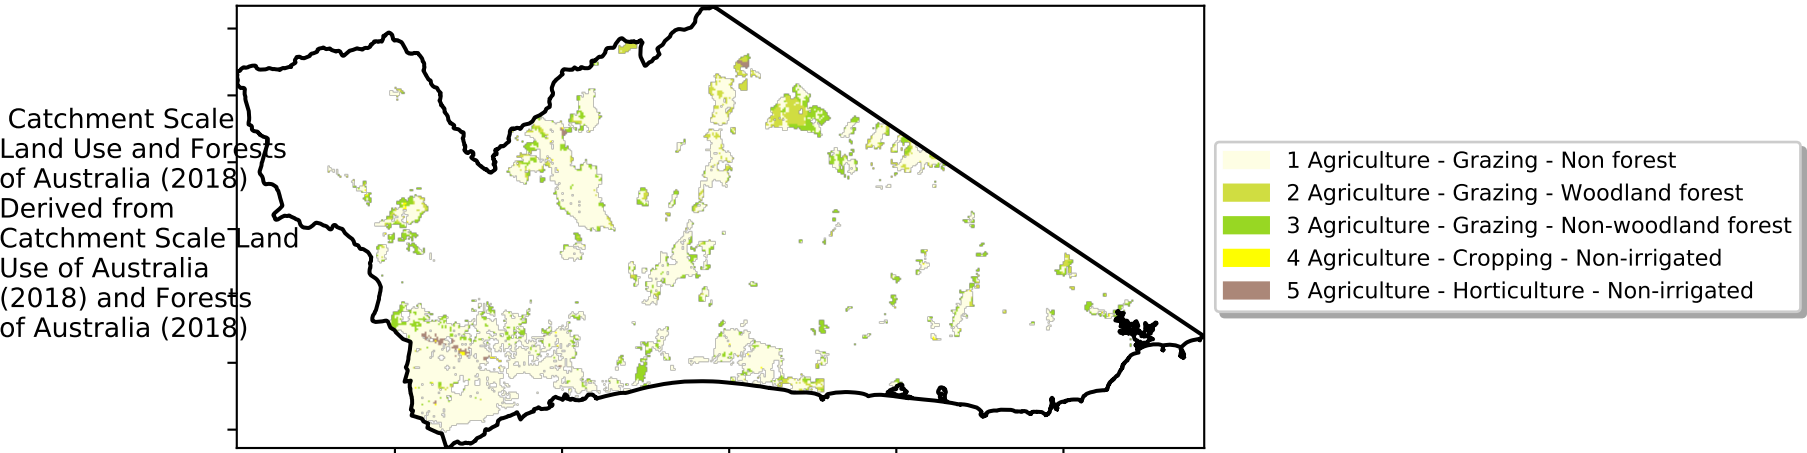 Catchment Scale
Land Use and Forests
of Australia (2018)
Derived from
Catchment Scale Land
Use of Australia
(2018) and Forests
of Australia (2018)
1 Agriculture - Grazing - Non forest
2 Agriculture - Grazing - Woodland forest
3 Agriculture - Grazing - Non-woodland forest
4 Agriculture - Cropping - Non-irrigated
5 Agriculture - Horticulture - Non-irrigated